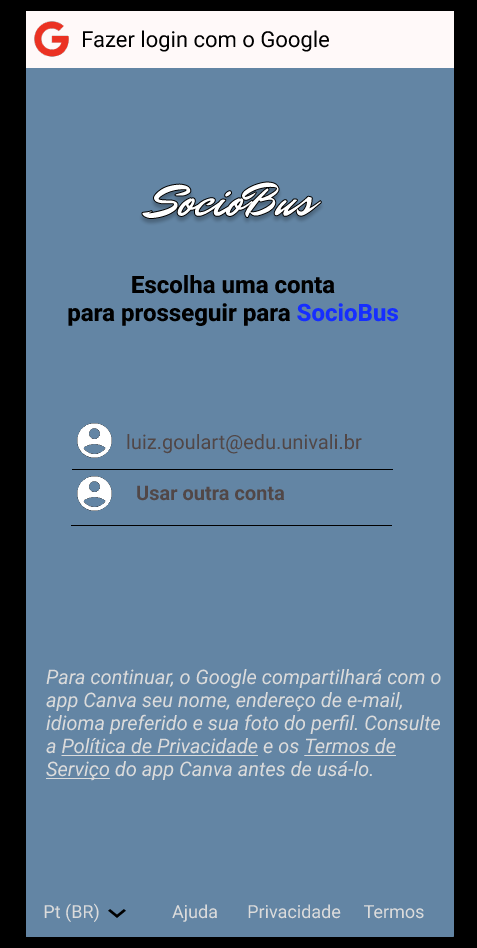 Fazer login com o Google
SocioBus
Escolha uma conta
para prosseguir para SocioBus
luiz.goulart@edu.univali.br
Usar outra conta
Para continuar, o Google compartilhará com o
app Canva seu nome, endereço de e-mail,
idioma preferido e sua foto do perfil. Consulte
a Política de Privacidade e os Termos de
Serviço do app Canva antes de usá-lo.
Pt (BR) Ajuda Privacidade Termos